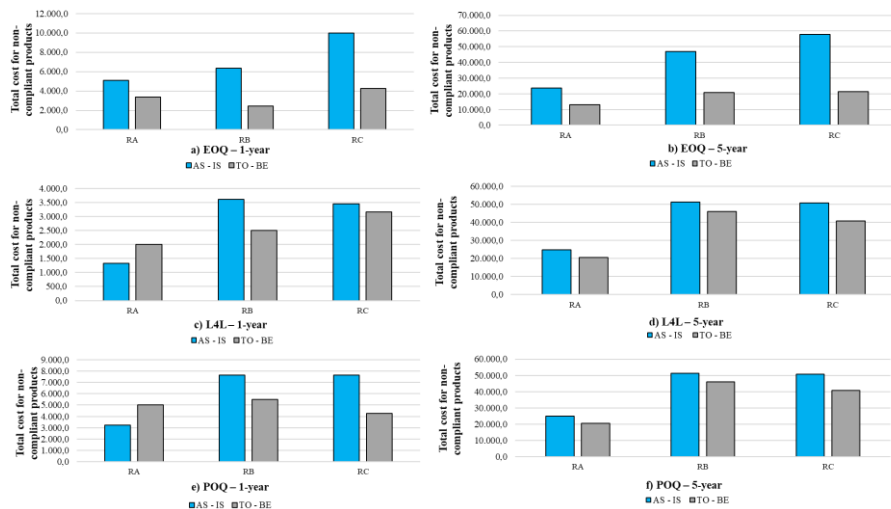 Total cost for non-
compliant products
12.000,0
10.000,0
8.000,0
6.000,0
4.000,0
2.000,0
0,0
RA RB RC
a) EOQ – 1-year
AS - IS TO - BE
Total cost for non-
compliant products
70.000,0
60.000,0
50.000,0
40.000,0
30.000,0
20.000,0
10.000,0
0,0
RA RB RC
b) EOQ – 5-year
AS - IS TO - BE
Total cost for non-
compliant products
4.000,0
3.500,0
3.000,0
2.500,0
2.000,0
1.500,0
1.000,0
500,0
0,0
RA RB RC
c) L4L – 1-year
AS - IS TO - BE
Total cost for non-
compliant products
60.000,0
50.000,0
40.000,0
30.000,0
20.000,0
10.000,0
0,0
RA RB RC
d) L4L – 5-year
AS - IS TO - BE
Total cost for non-
compliant products
9.000,0
8.000,0
7.000,0
6.000,0
5.000,0
4.000,0
3.000,0
2.000,0
1.000,0
0,0
RA RB RC
e) POQ – 1-year
AS - IS TO - BE
Total cost for non-
compliant products
60.000,0
50.000,0
40.000,0
30.000,0
20.000,0
10.000,0
0,0
RA RB RC
f) POQ – 5-year
AS - IS TO - BE